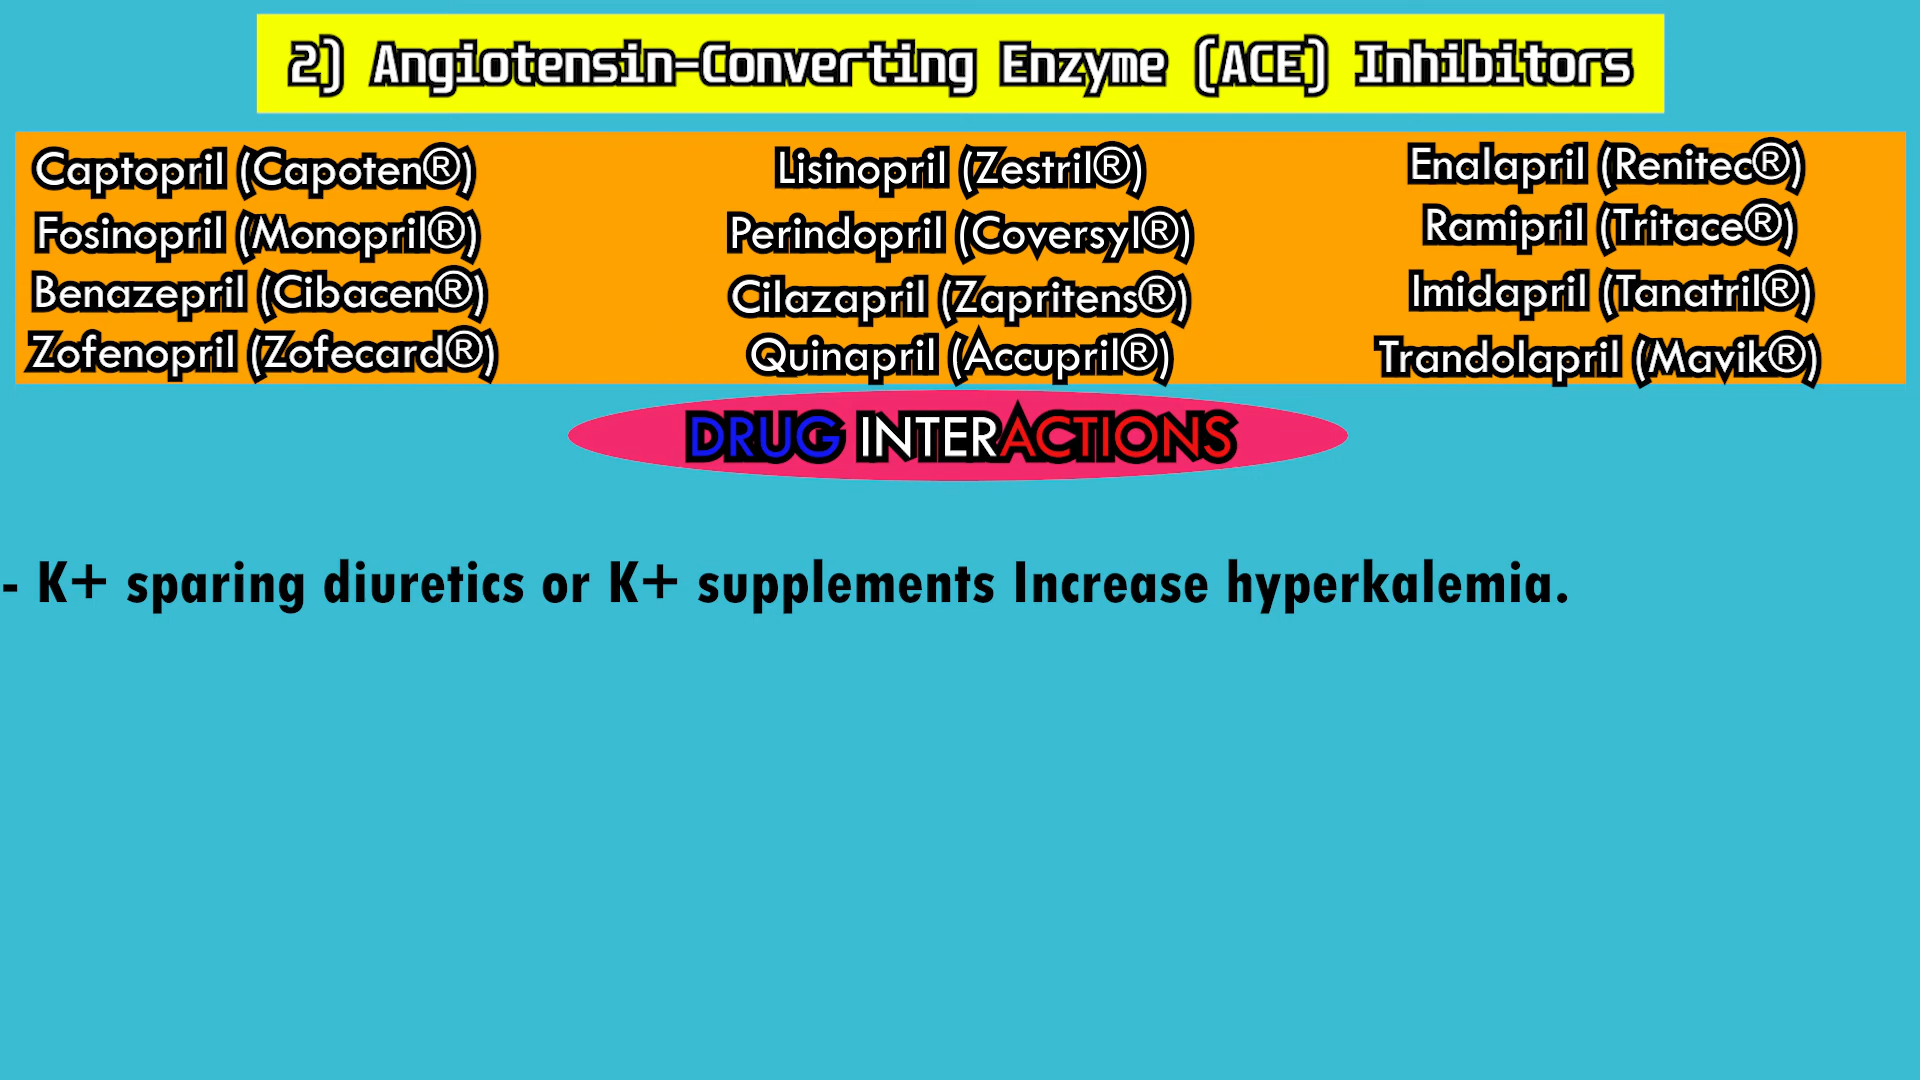 2) Angiotensin-Converting Enzyme (ACE) Inhibitors
Captopril (Capoten®)
Fosinopril (Monopril®)
Benazepril (Cibacen®)
Zofenopril (Zofecard®)
Lisinopril (Zestril®)
Perindopril (Coversyl®)
Cilazapril (Zapritens®)
Quinapril (Accupril®)
Enalapril (Renitec®)
Ramipril (Tritace®)
Imidapril (Tanatril®)
Trandolapril (Mavik®)
DRUG INTERACTIONS
- K+ sparing diuretics or K+ supplements Increase hyperkalemia.